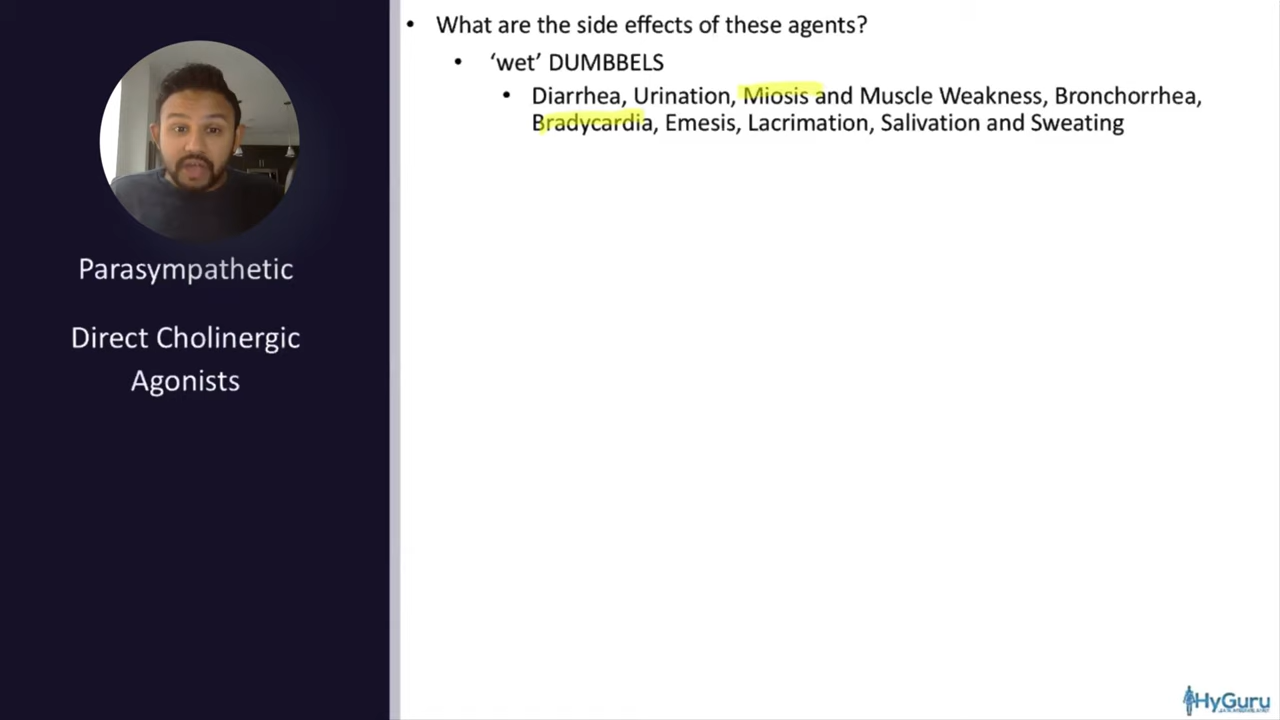 • What are the side effects of these agents?
• ‘wet’ DUMBBELS
• Diarrhea, Urination, Miosis and Muscle Weakness, Bronchorrhea,
Bradycardia, Emesis, Lacrimation, Salivation and Sweating
Parasympathetic
Direct Cholinergic
Agonists
HyGuru